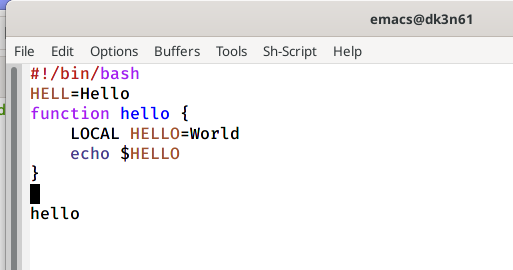 emacs@dk3n61
File Edit Options Buffers Tools Sh-Script Help
#!/bin/bash
HELL=Hello
function hello {
    LOCAL HELLO=World
    echo $HELLO
}
hello